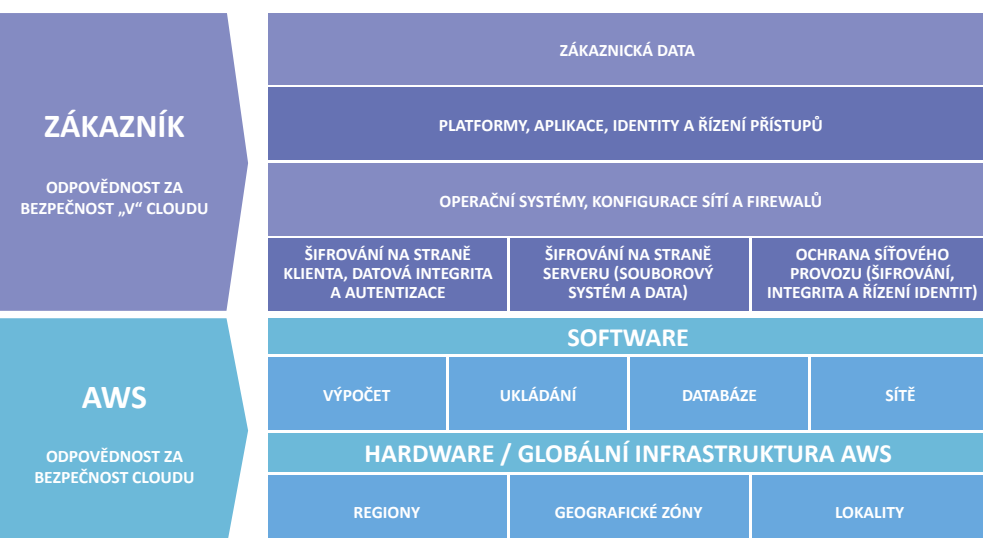 ZÁKAZNÍK
ODPOVĚDNOST ZA
BEZPEČNOST „V“ CLOUDU
ZÁKAZNICKÁ DATA
PLATFORMY, APLIKACE, IDENTITY A ŘÍZENÍ PŘÍSTUPŮ
OPERAČNÍ SYSTÉMY, KONFIGURACE SÍTÍ A FIREWALŮ
ŠIFROVÁNÍ NA STRANĚ
KLIENTA, DATOVÁ INTEGRITA
A AUTENTIZACE
ŠIFROVÁNÍ NA STRANĚ
SERVERU (SOUBOROVÝ
SYSTÉM A DATA)
OCHRANA SÍŤOVÉHO
PROVOZU (ŠIFROVÁNÍ,
INTEGRITA A ŘÍZENÍ IDENTIT)
AWS
ODPOVĚDNOST ZA
BEZPEČNOST CLOUDU
SOFTWARE
VÝPOČET
UKLÁDÁNÍ
DATABÁZE
SÍTĚ
HARDWARE / GLOBÁLNÍ INFRASTRUKTURA AWS
REGIONY
GEOGRAFICKÉ ZÓNY
LOKALITY